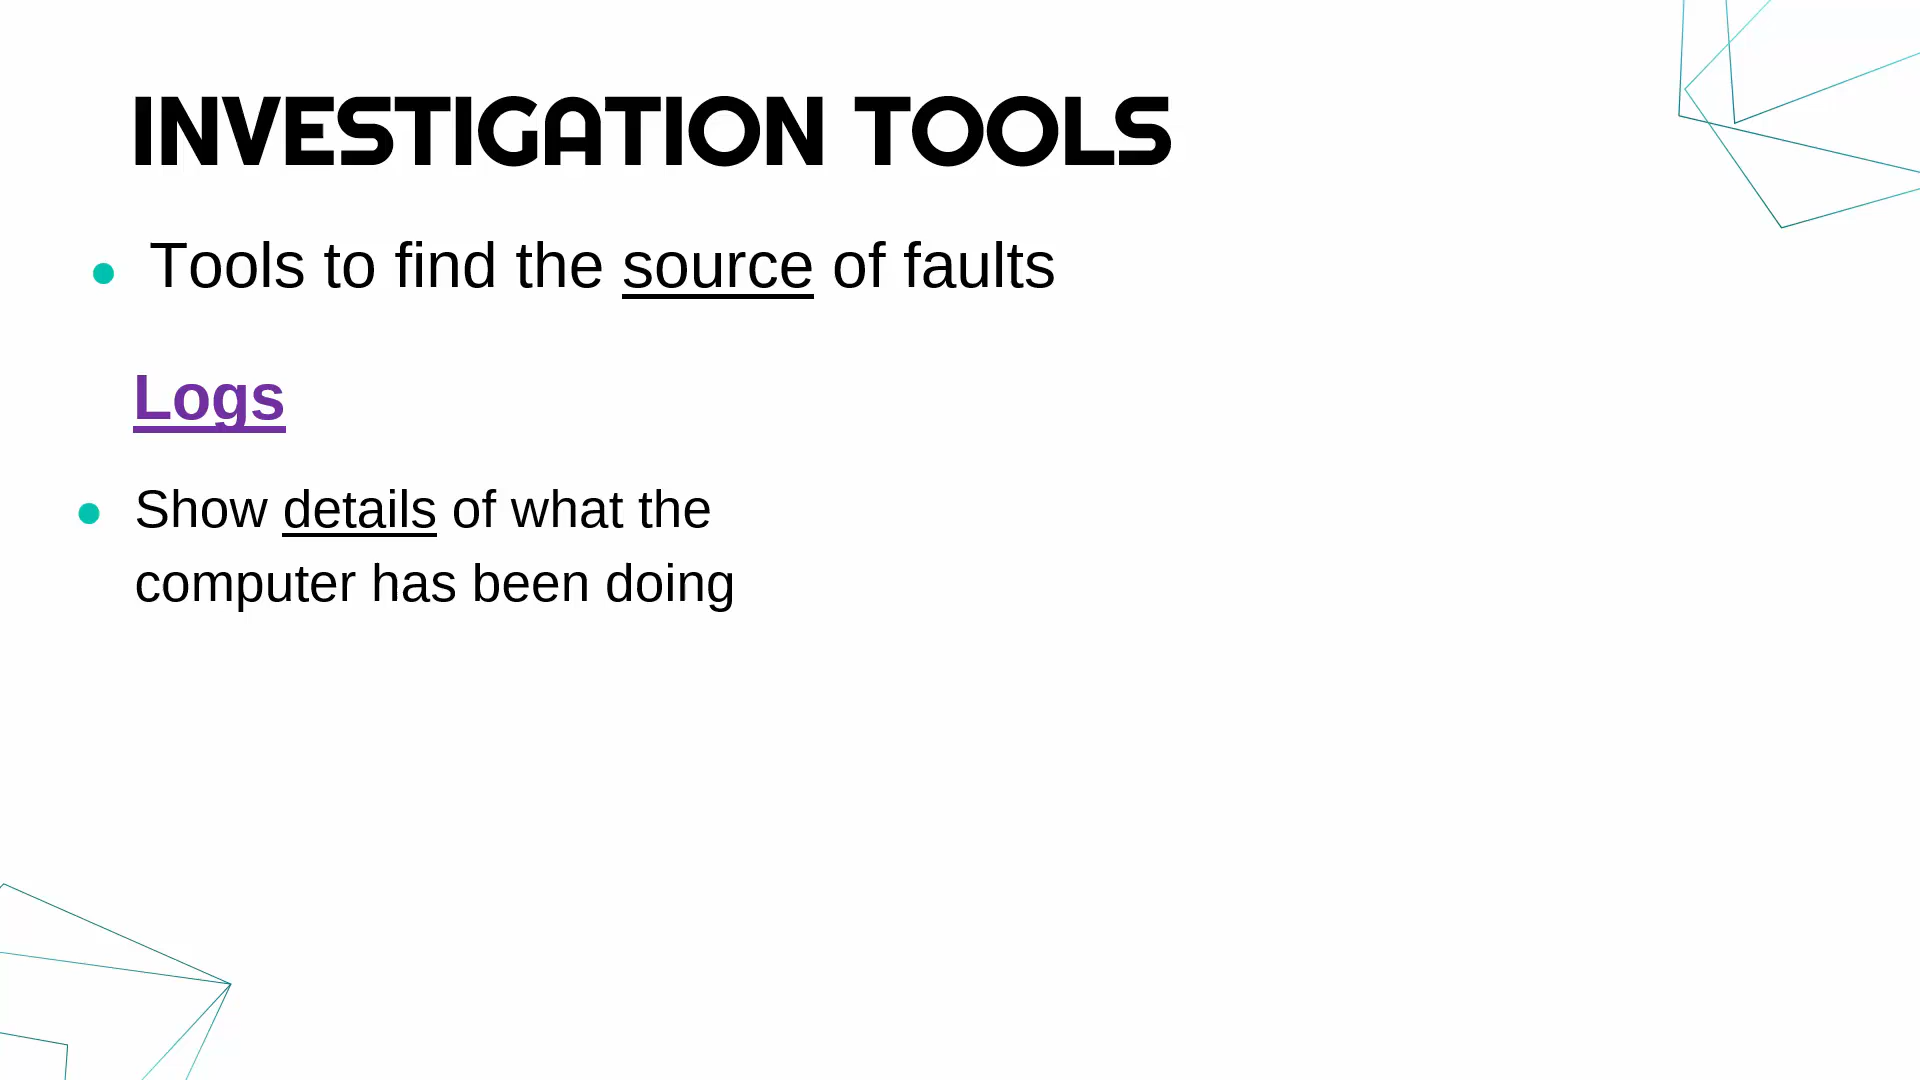 INVESTIGATION TOOLS
Tools to find the source of faults
Logs
Show details of what the
computer has been doing